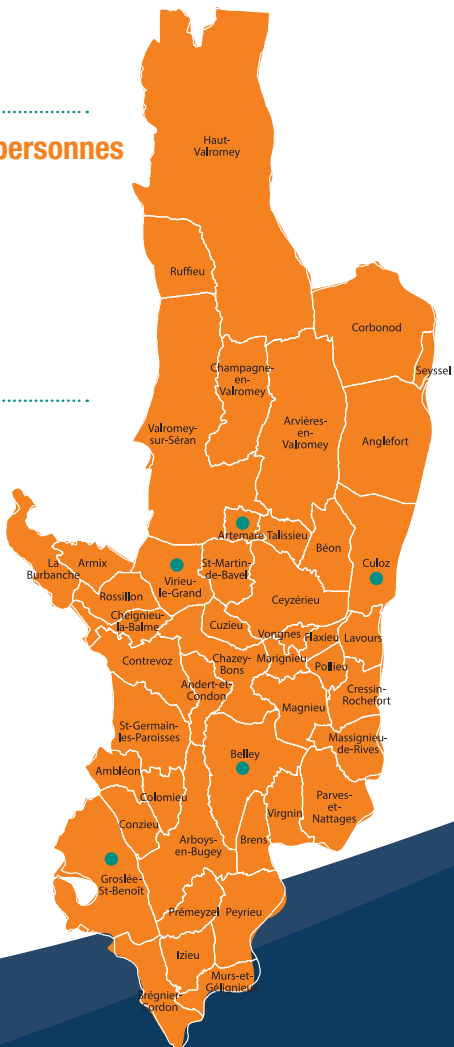 personnes
Haut-
Valromey
Ruffieu
Corbonod
Seyssel
Champagne-
en-
Valromey
Arvières-
en-
Valromey
Valromey-
sur-Séran
Anglefort
Artemare
Talissieu
Béon
Culoz
La
Burbanche
Armix
Virieu-
le-Grand
St-Martin-
de-Bavel
Rossillon
Ceyzérieu
Cheignieu-
la-Balme
Cuzieu
Vongnes
Flaxieu
Lavours
Contrevoz
Chazey-
Bons
Marignieu
Pollieu
Andert-et-
Condon
Cressin-
Rochefort
Magnieu
St-Germain-
les-Paroisses
Massignieu-
de-Rives
Belley
Ambléon
Colomieu
Parves-
et-
Nattages
Virgnin
Conzieu
Arboys-
en-Bugey
Brens
Groslée-
St-Benoît
Prémeyzel
Peyrieu
Izieu
Murs-et-
Gélignieux
Brégnier-
Cordon